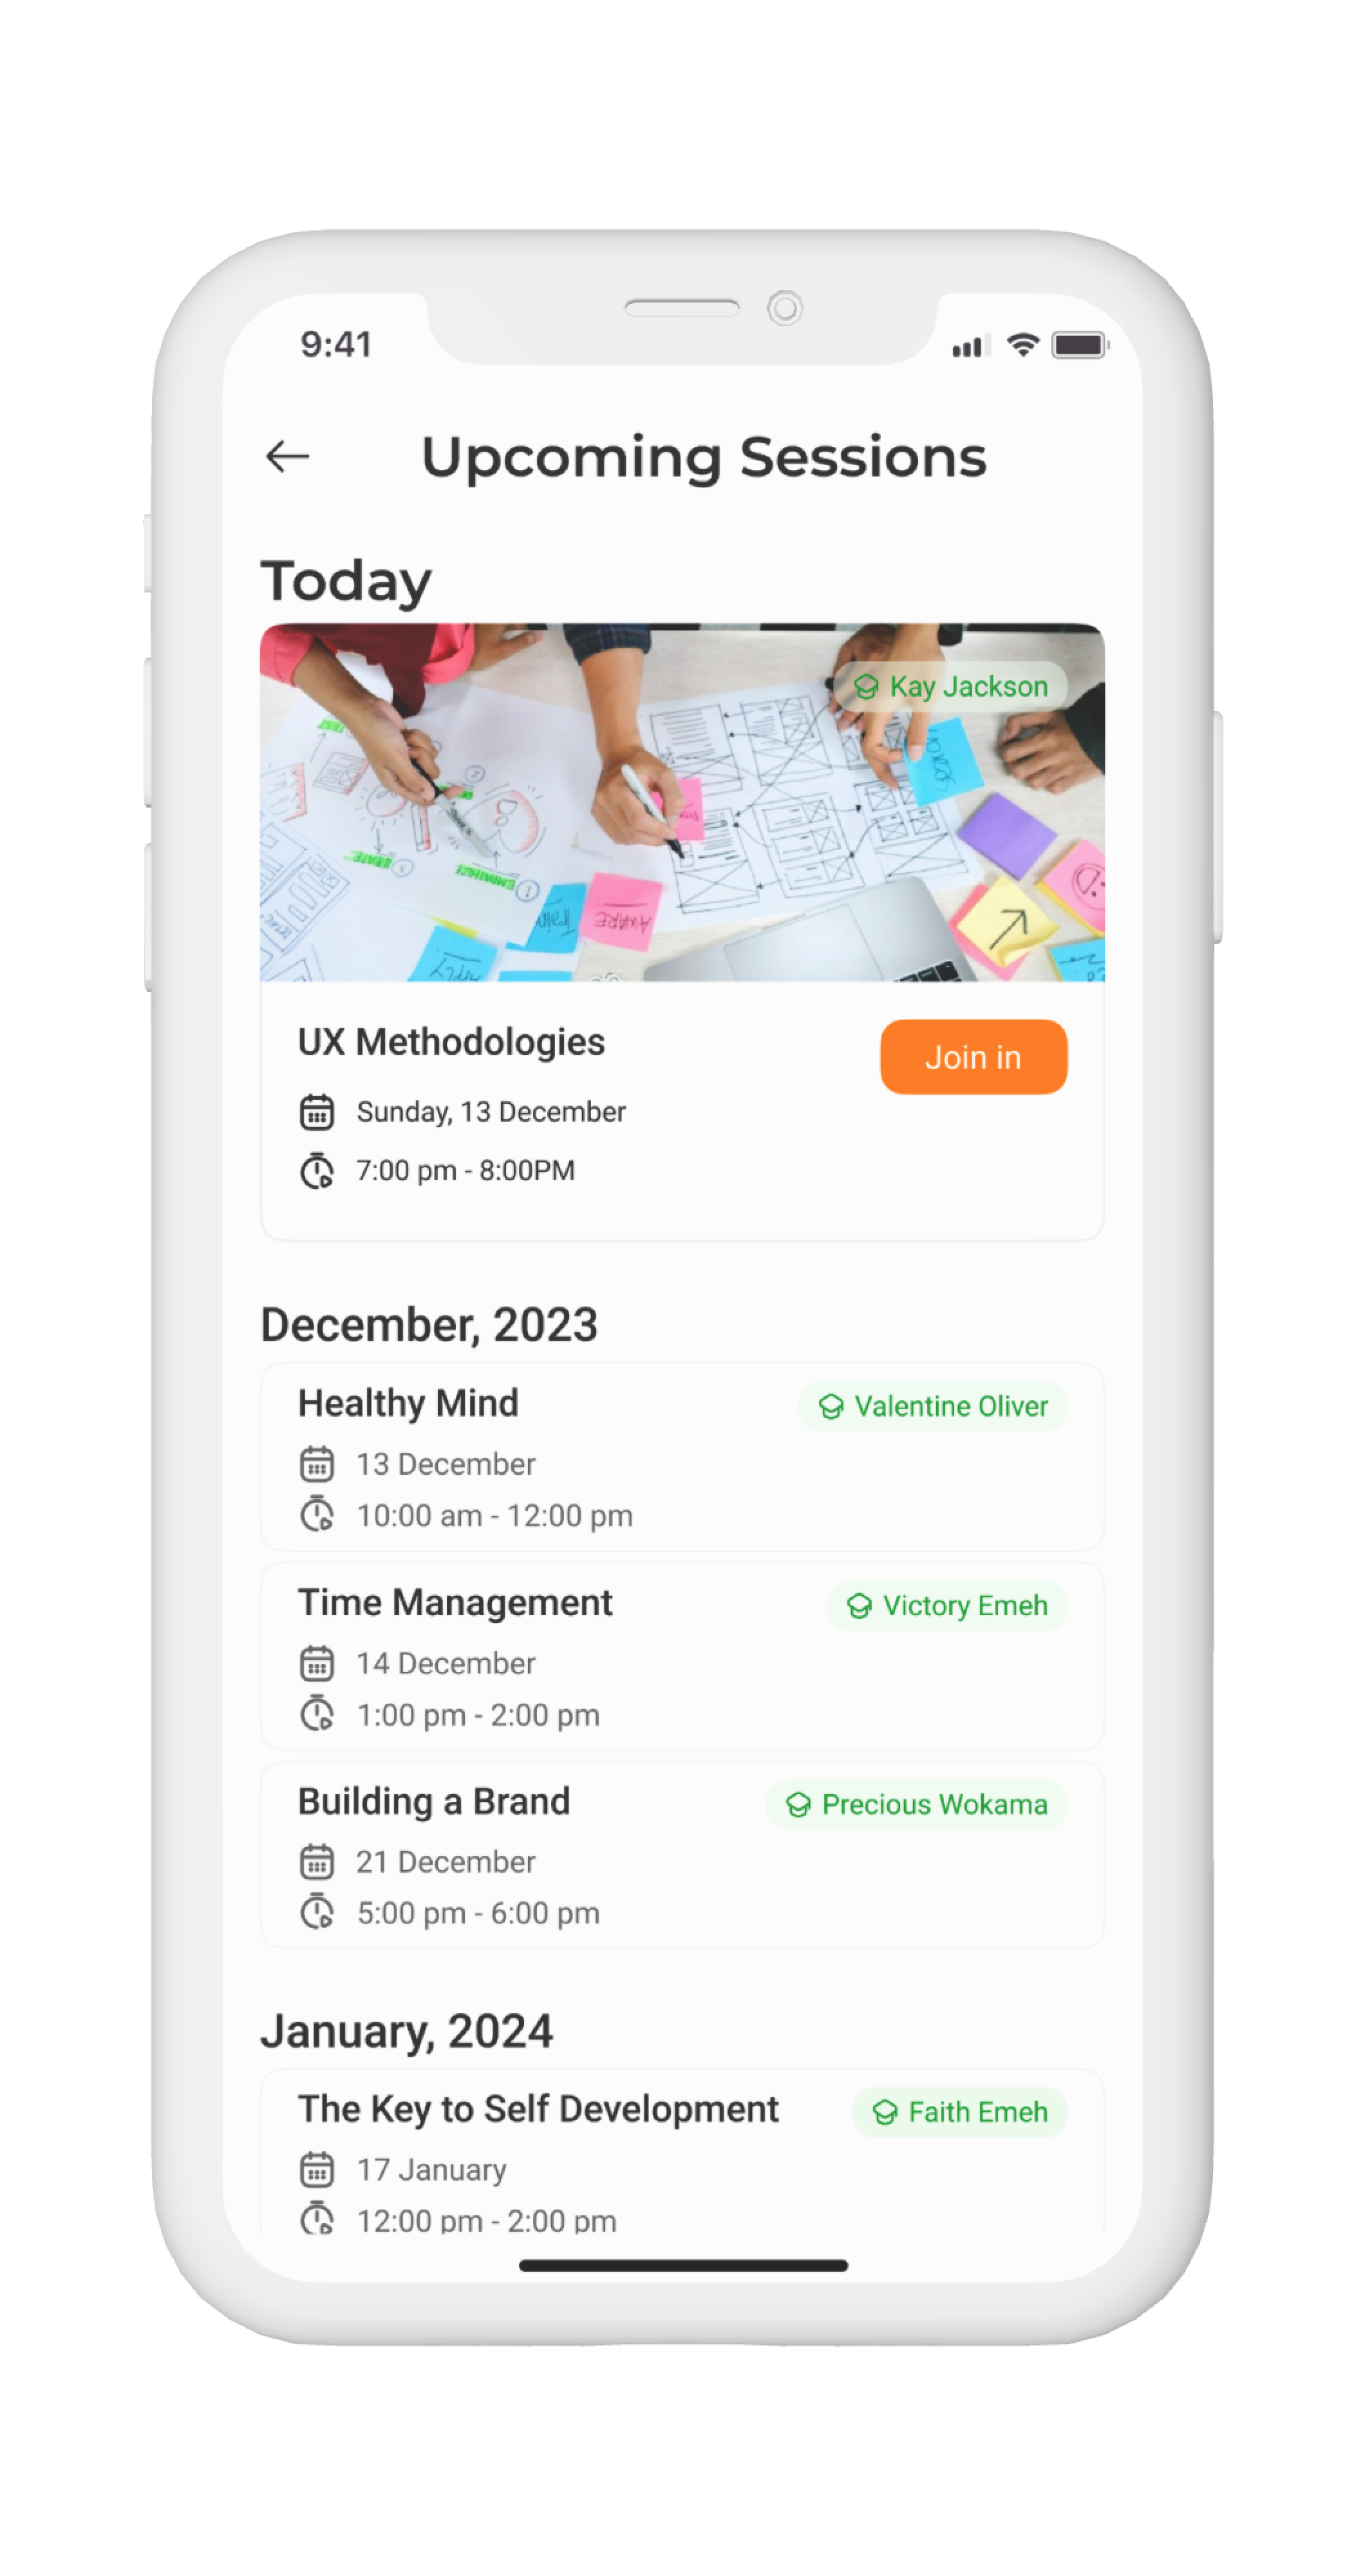 9:41
Upcoming Sessions
Today
Kay Jackson
AWARE
UX Methodologies
Join in
Sunday, 13 December
7:00 pm - 8:00PM
December, 2023
Healthy Mind
Valentine Oliver
13 December
10:00 am - 12:00 pm
Time Management
Victory Emeh
14 December
1:00 pm - 2:00 pm
Building a Brand
Precious Wokama
21 December
5:00 pm - 6:00 pm
January, 2024
The Key to Self Development
Faith Emeh
17 January
12:00 pm - 2:00 pm